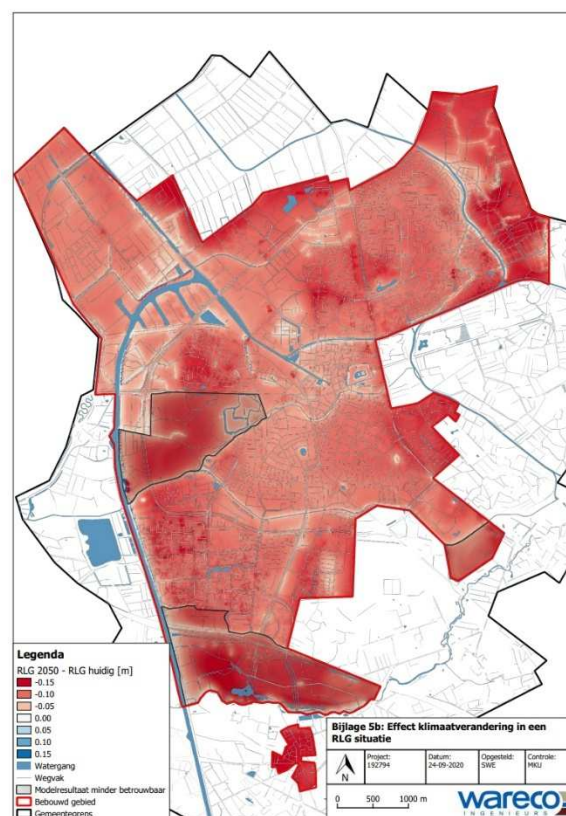 Legenda
RLG 2050 - RLG huidig [m]
-0.15
-0.10
-0.05
0.00
0.05
0.10
0.15
Watergang
Wegvak
Modelresultaat minder betrouwbaar
Bebouwd gebied
Gemeentegrens
Bijlage 5b: Effect klimaatverandering in een
RLG situatie
N
Project: Datum: Opgesteld: Controle:
192794 24-09-2020 SWE MKU
0 500 1000 m
wareco
INGENIEURS